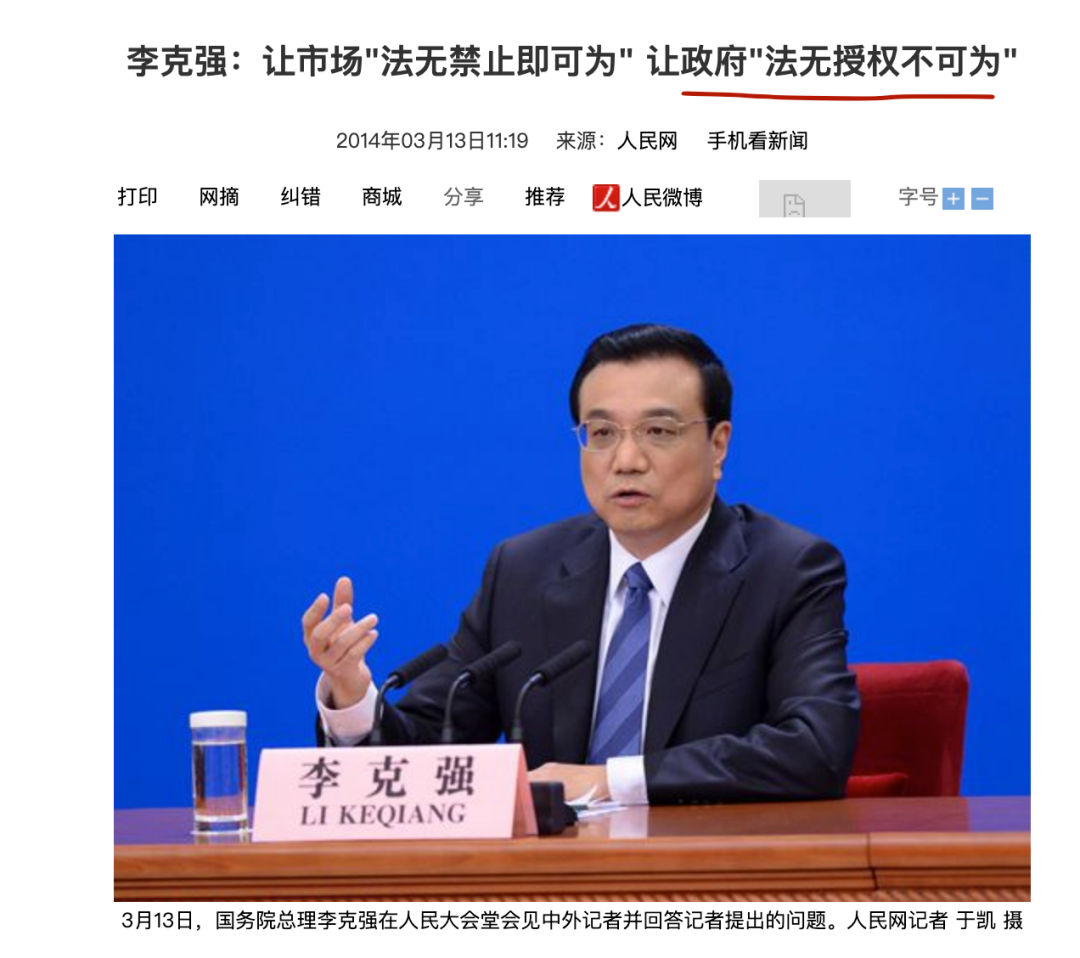 李克强：让市场"法无禁止即可为" 让政府"法无授权不可为"
2014年03月13日11:19 来源：人民网 手机看新闻
打印 网摘 纠错 商城 分享 推荐 人 人民微博 字号 + −
李克强
LI KEQIANG
3月13日，国务院总理李克强在人民大会堂会见中外记者并回答记者提出的问题。人民网记者 于凯 摄